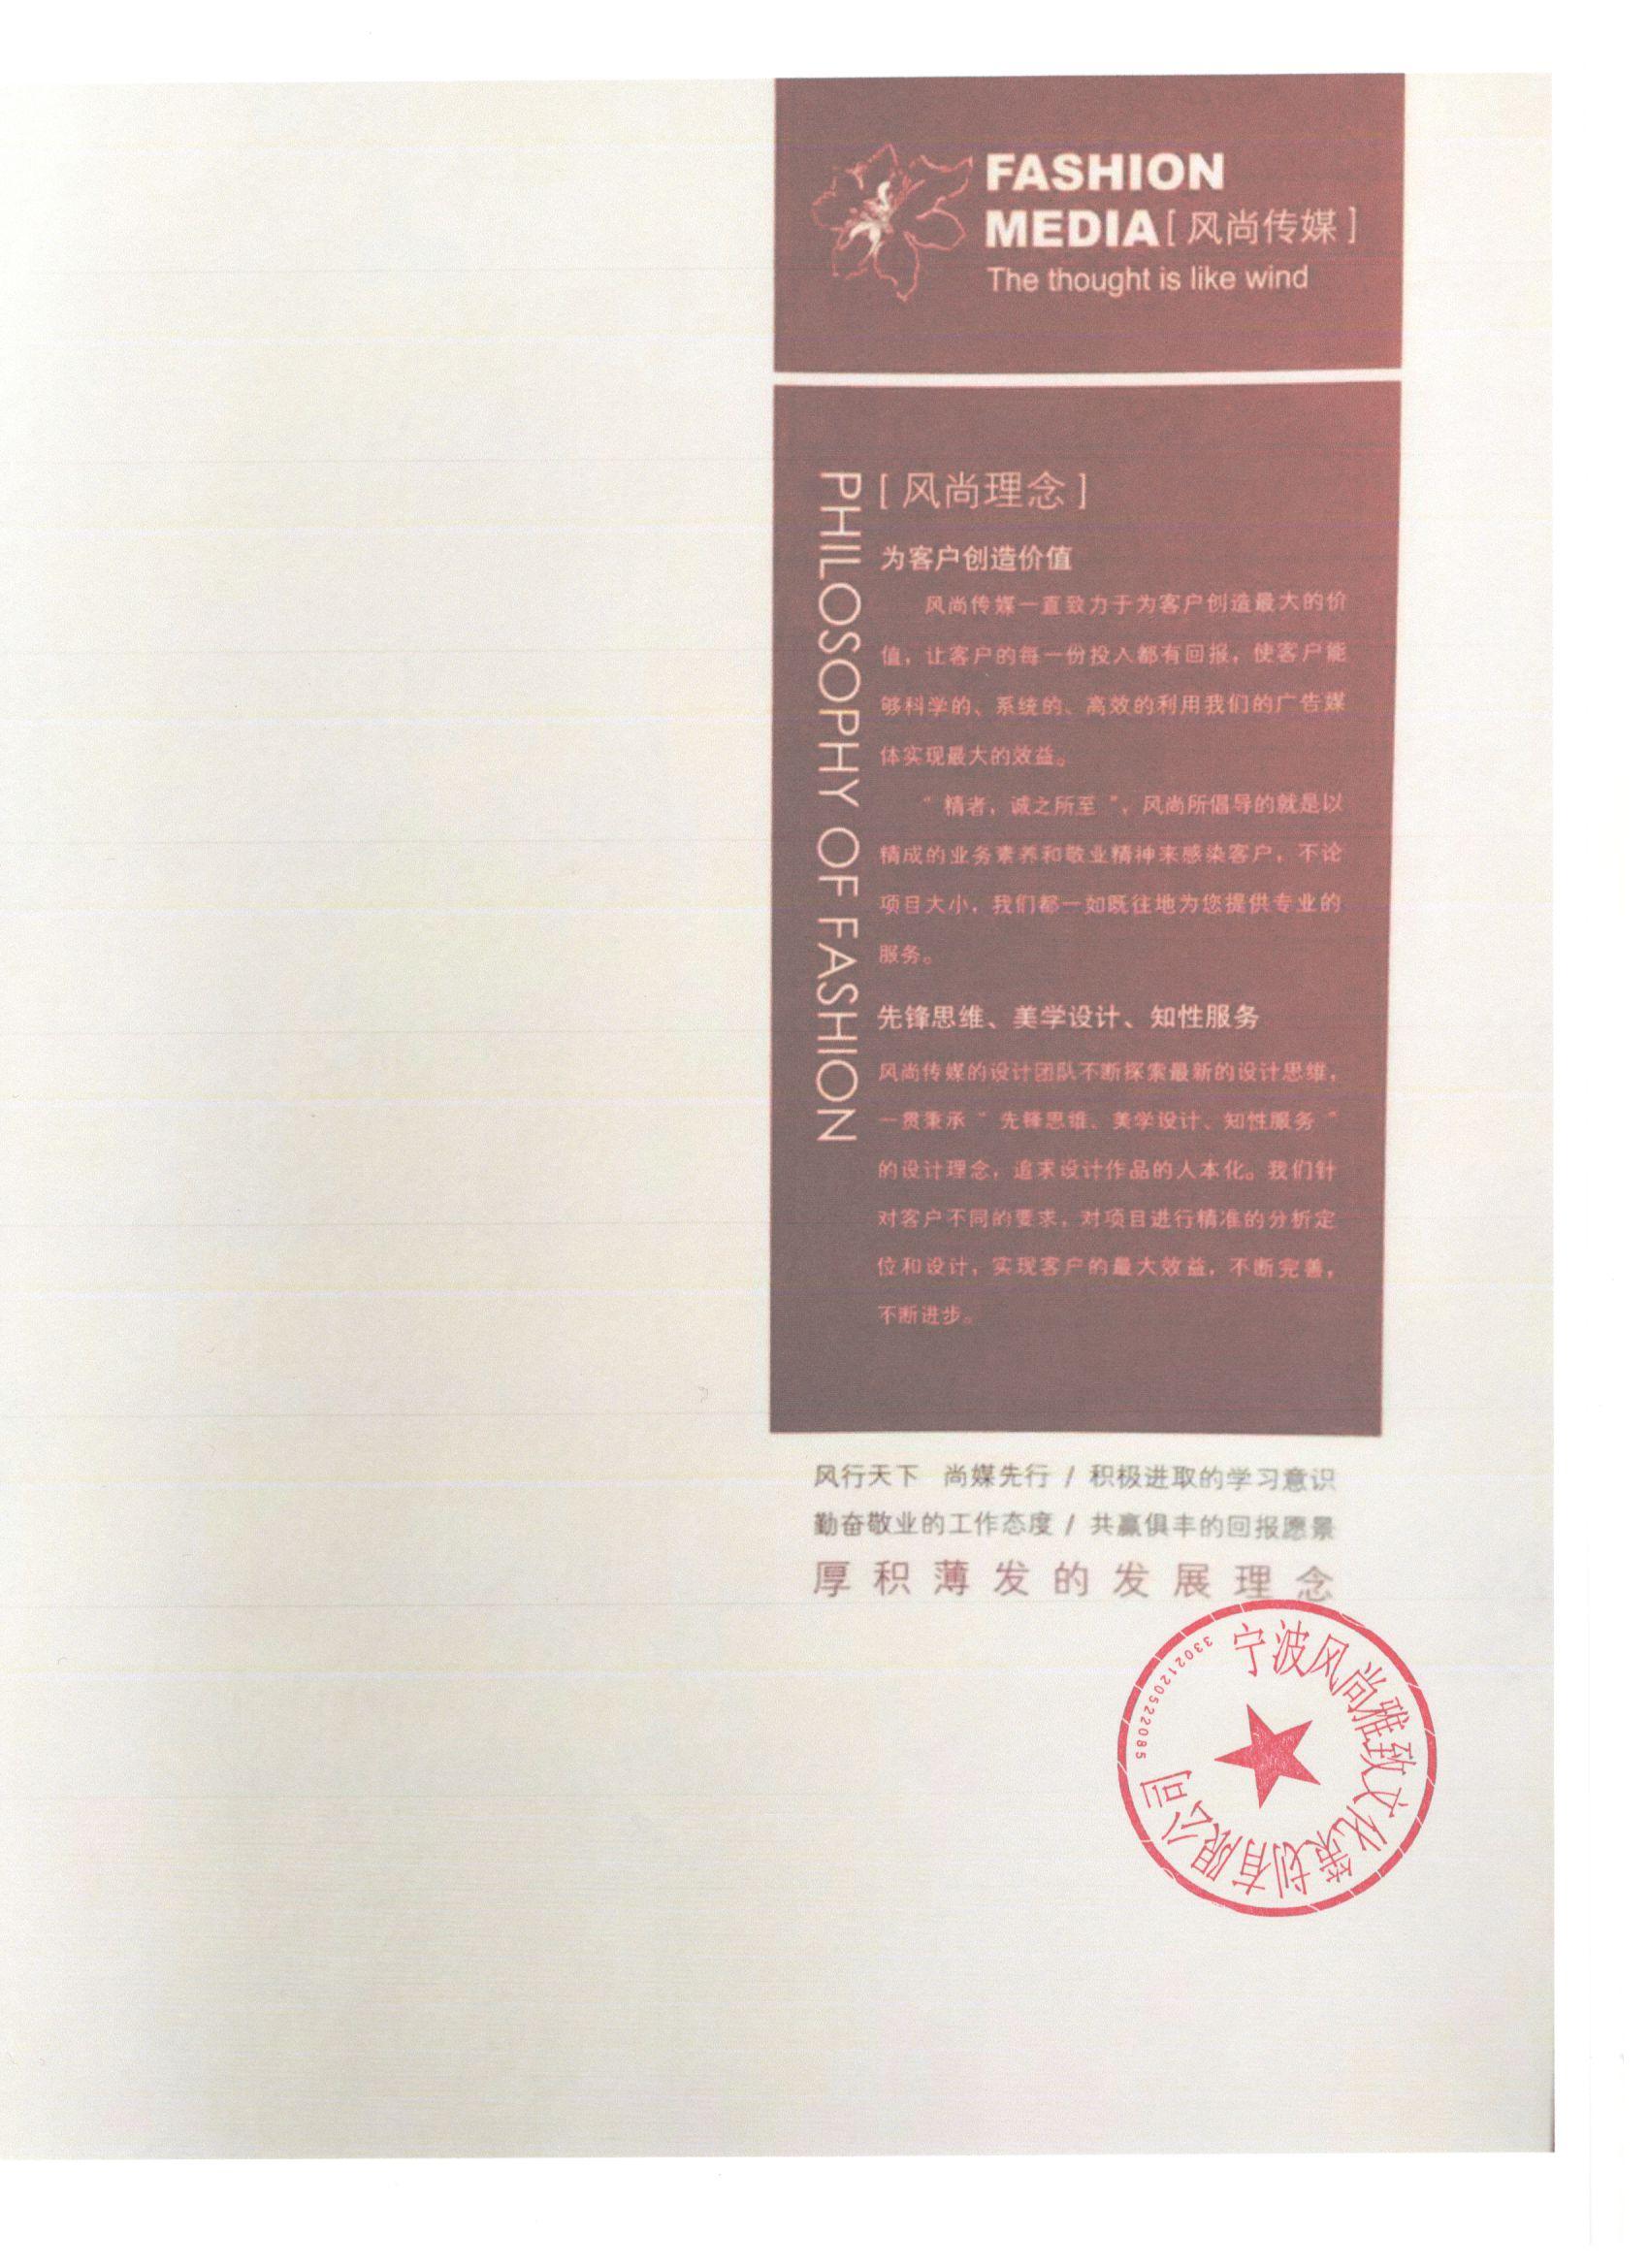 FASHION
MEDIA[风尚传媒]
The thought is like wind
PHILOSOPHY OF FASHION
[风尚理念]
为客户创造价值
风尚传媒一直致力于为客户创造最大的价
值，让客户的每一份投入都有回报，使客户能
够科学的、系统的、高效的利用我们的广告媒
体实现最大的效益。
“精者，诚之所至”，风尚所倡导的就是以
精成的业务素养和敬业精神来感染客户，不论
项目大小，我们都一如既往地为您提供专业的
服务。
先锋思维、美学设计、知性服务
风尚传媒的设计团队不断探索最新的设计思维，
一贯秉承“先锋思维、美学设计、知性服务”
的设计理念，追求设计作品的人本化。我们针
对客户不同的要求，对项目进行精准的分析定
位和设计，实现客户的最大效益，不断完善，
不断进步。
风行天下 尚媒先行 / 积极进取的学习意识
勤奋敬业的工作态度 / 共赢俱丰的回报愿景
厚积薄发的发展理念
宁波风尚雅致文化策划有限公司
3302120522085